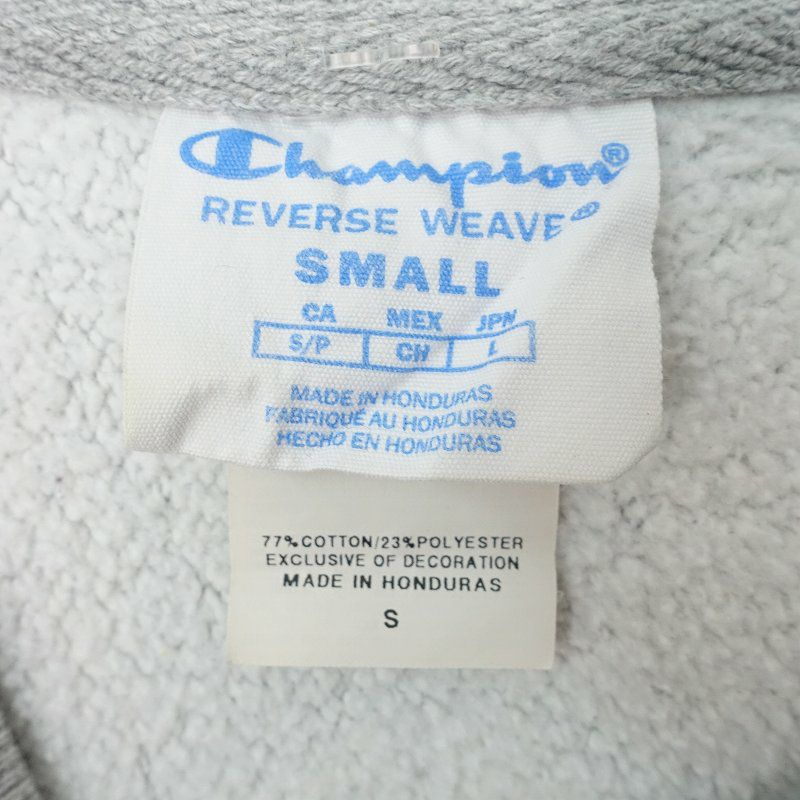 Champion®
REVERSE WEAVE®
SMALL
CA MEX JPN
S/P CH L
MADE IN HONDURAS
FABRIQUÉ AU HONDURAS
HECHO EN HONDURAS
77%COTTON/23%POLYESTER
EXCLUSIVE OF DECORATION
MADE IN HONDURAS
S